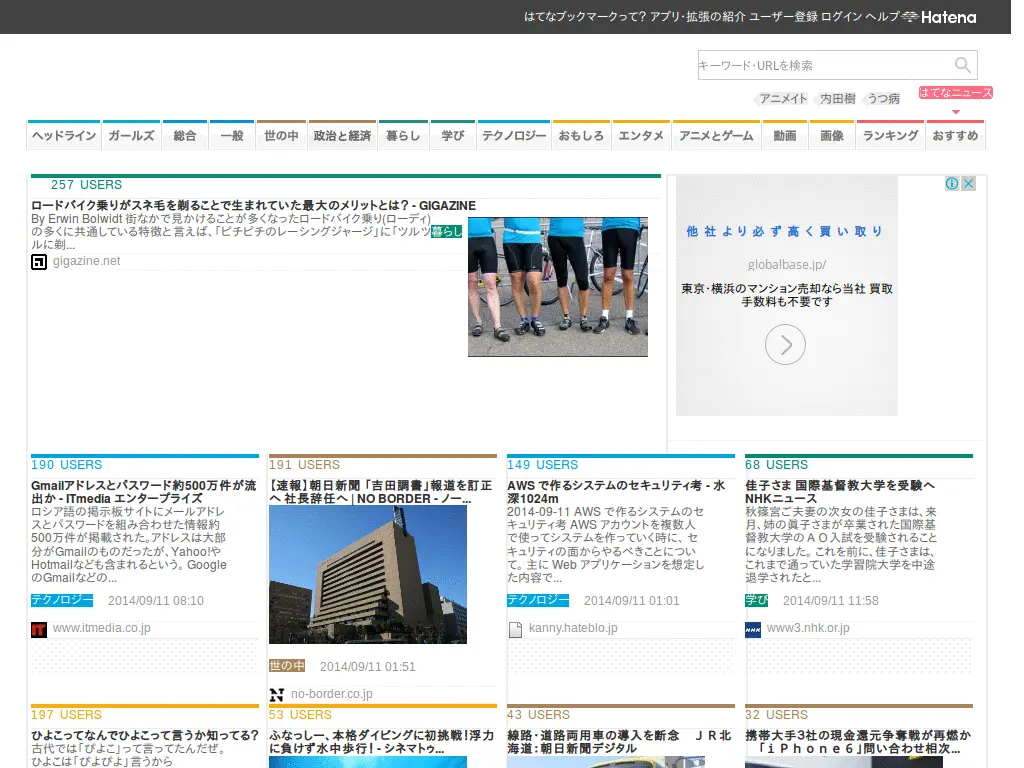 はてなブックマークって? アプリ・拡張の紹介 ユーザー登録 ログイン ヘルプ Hatena
キーワード・URLを検索
アニメイト 内田樹 うつ病 はてなニュース
ヘッドライン ガールズ 総合 一般 世の中 政治と経済 暮らし 学び テクノロジー おもしろ エンタメ アニメとゲーム 動画 画像 ランキング おすすめ
257 USERS
ロードバイク乗りがスネ毛を剃ることで生まれていた最大のメリットとは? - GIGAZINE
By Erwin Bolwidt 街なかで見かけることが多くなったロードバイク乗り(ローディ)
の多くに共通している特徴と言えば、「ピチピチのレーシングジャージ」に「ツルツ
ルに剃...
暮らし
gigazine.net
他社より必ず高く買い取り
globalbase.jp/
東京・横浜のマンション売却なら当社 買取
手数料も不要です
190 USERS
Gmailアドレスとパスワード約500万件が流
出か - ITmedia エンタープライズ
ロシア語の掲示板サイトにメールアドレ
スとパスワードを組み合わせた情報約
500万件が掲載された。アドレスは大部
分がGmailのものだったが、Yahoo!や
Hotmailなども含まれるという。 Google
のGmailなどの...
テクノロジー 2014/09/11 08:10
www.itmedia.co.jp
191 USERS
【速報】朝日新聞 「吉田調書」報道を訂正
へ 社長辞任へ | NO BORDER - ノー...
世の中 2014/09/11 01:51
no-border.co.jp
149 USERS
AWS で作るシステムのセキュリティ考 - 水
深1024m
2014-09-11 AWS で作るシステムのセ
キュリティ考 AWS アカウントを複数人
で使ってシステムを作っていく時に、セ
キュリティの面からやるべきことについ
て。 主に Web アプリケーションを想定し
た内容で...
テクノロジー 2014/09/11 01:01
kanny.hateblo.jp
68 USERS
佳子さま 国際基督教大学を受験へ
NHKニュース
秋篠宮ご夫妻の次女の佳子さまは、来
月、姉の眞子さまが卒業された国際基
督教大学のＡＯ入試を受験されること
になりました。 これを前に、佳子さまは、
これまで通っていた学習院大学を中途
退学されたと...
学び 2014/09/11 11:58
www3.nhk.or.jp
197 USERS
ひよこってなんでひよこって言うか知ってる?
古代では「ぴよこ」って言ってたんだぜ。
ひよこは「ぴよぴよ」言うから
53 USERS
ふなっしー、本格ダイビングに初挑戦!浮力
に負けず水中歩行! - シネマトゥ...
43 USERS
線路・道路両用車の導入を断念　ＪＲ北
海道:朝日新聞デジタル
32 USERS
携帯大手3社の現金還元争奪戦が再燃か
「ｉＰｈｏｎｅ６」問い合わせ相次...